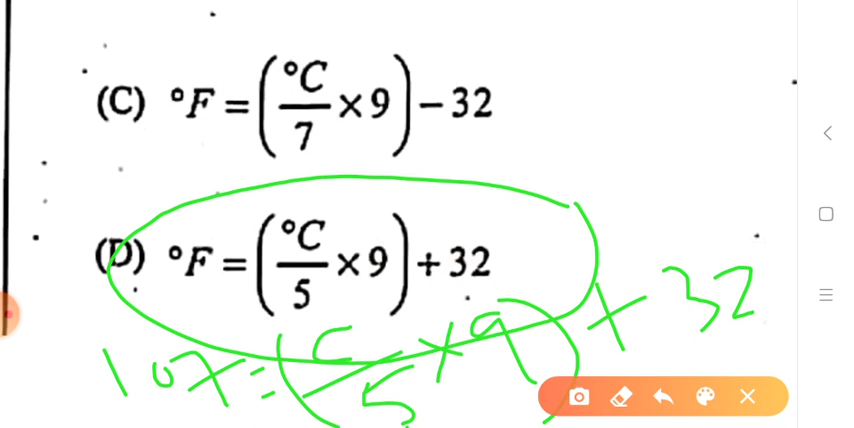 (C) °F = (°C/7 × 9) − 32
(D) °F = (°C/5 × 9) + 32
107 = (C/5 × 9) + 32